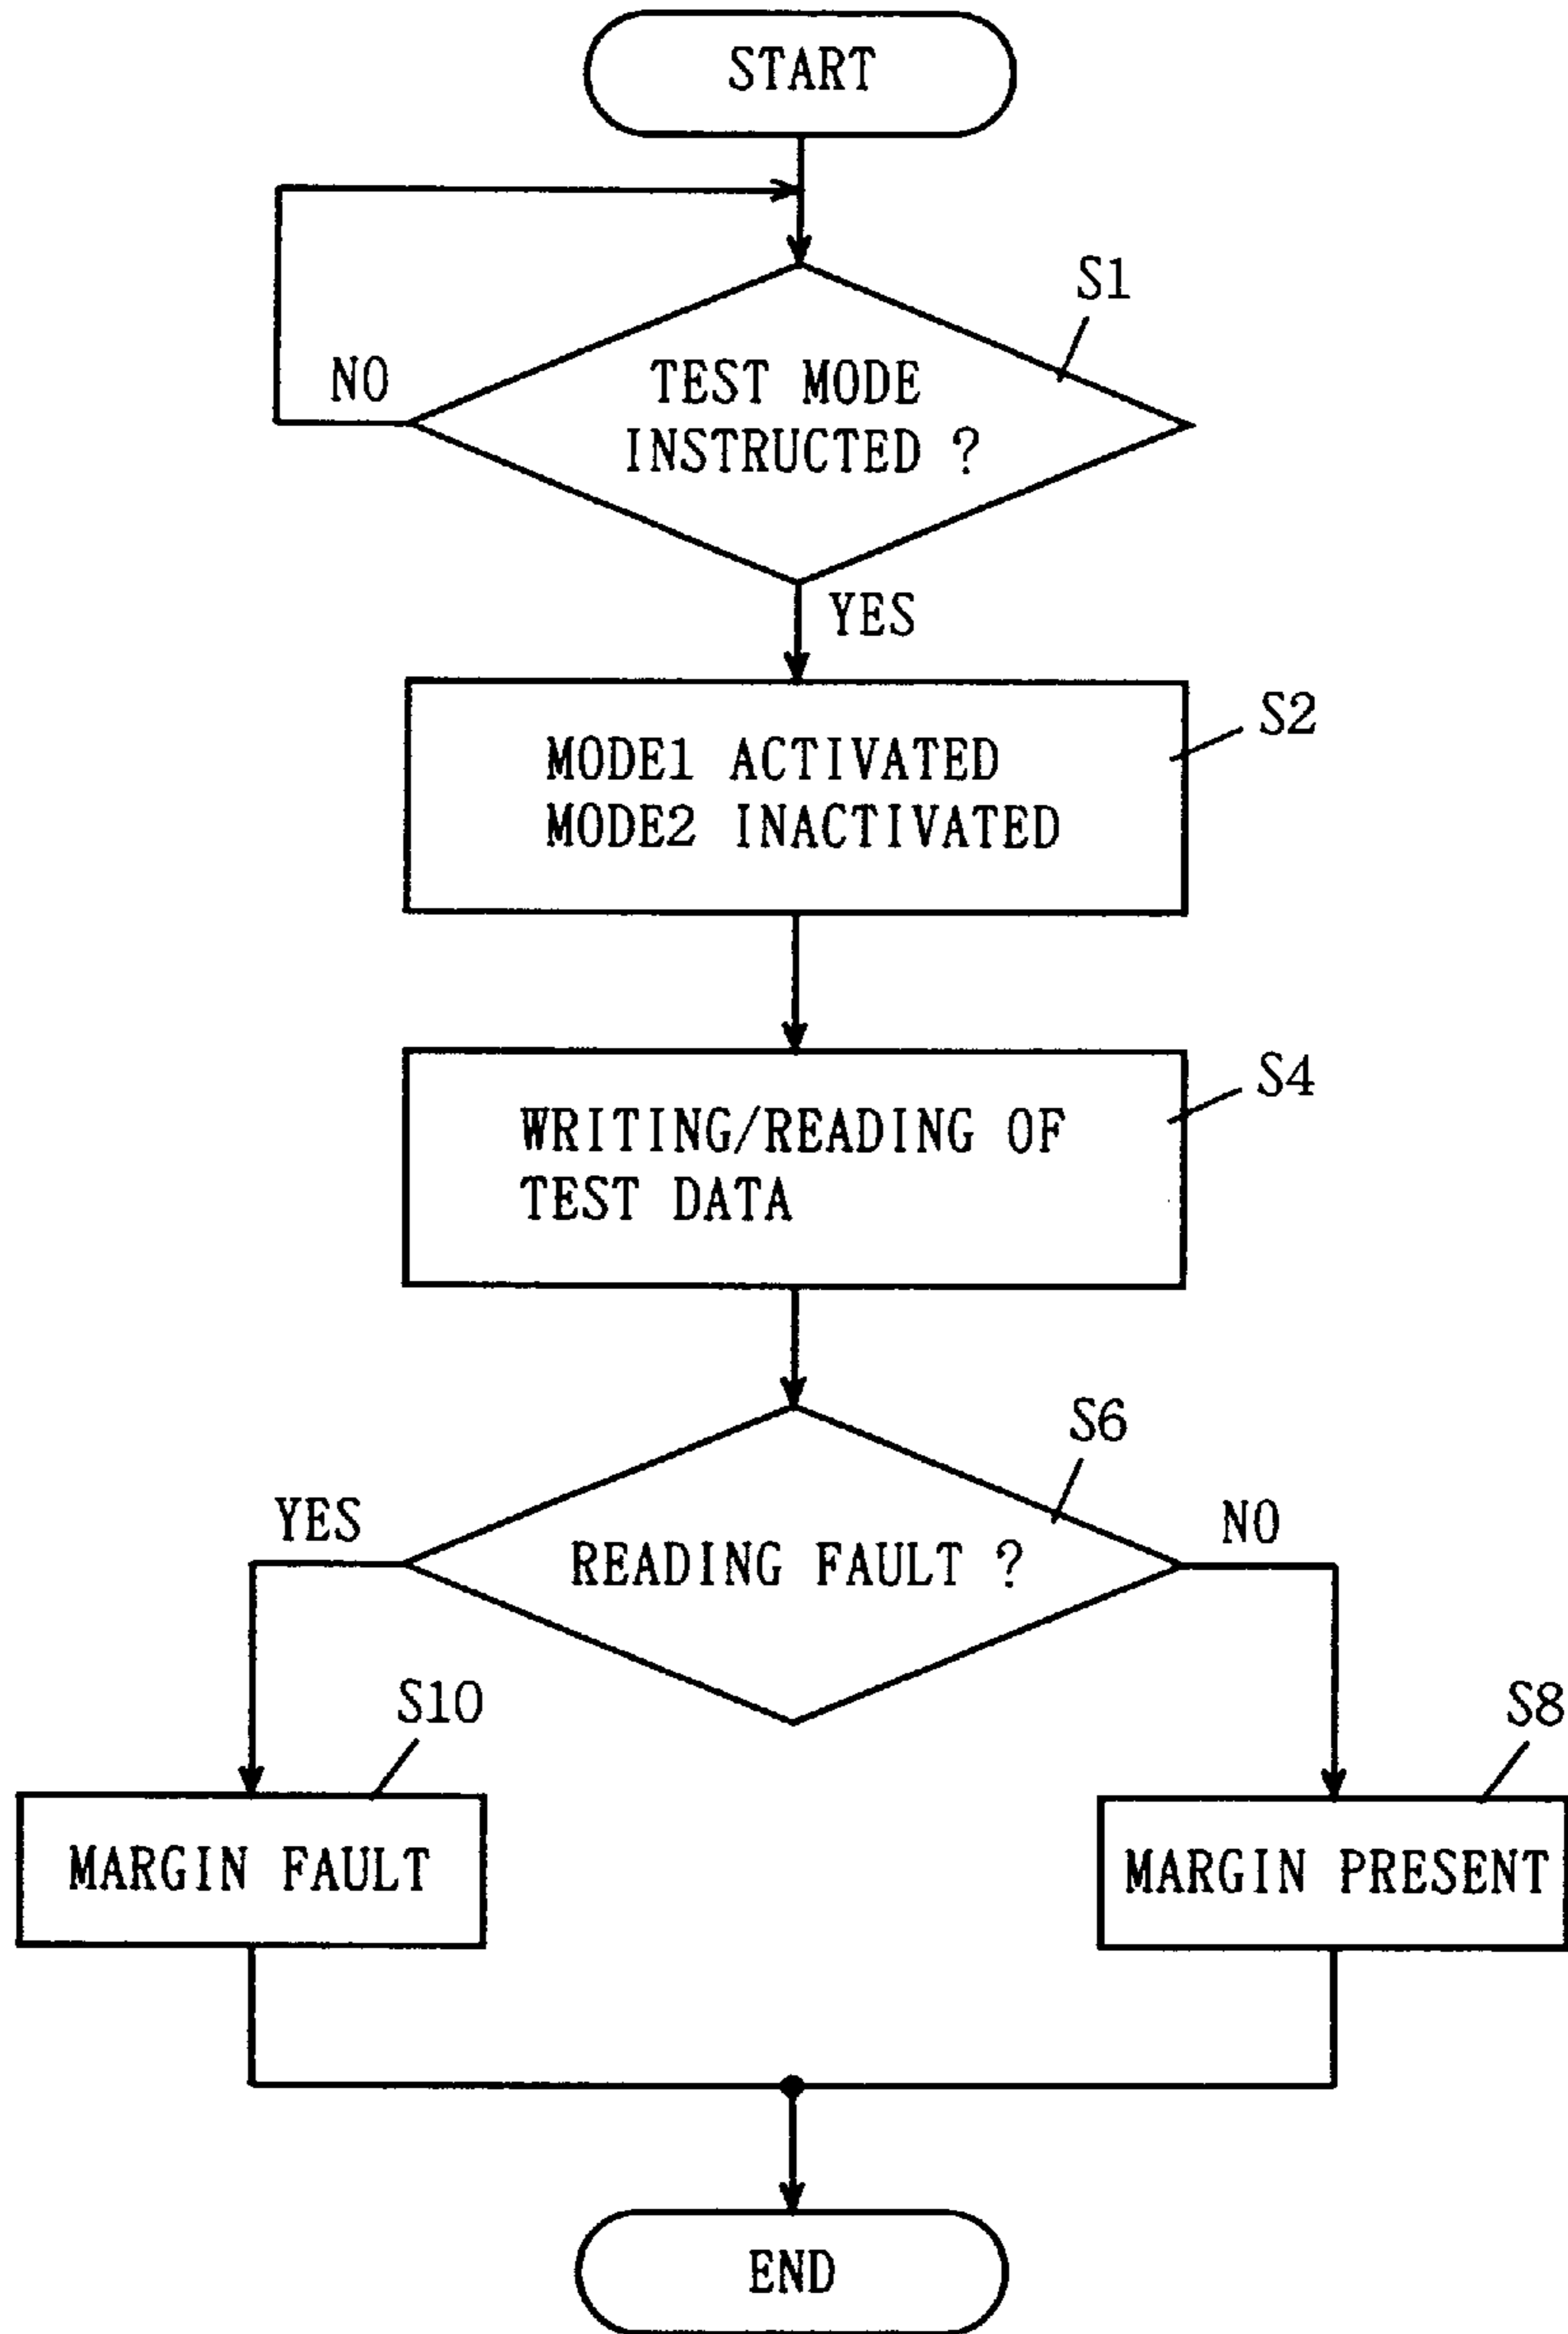 START
S1
NO
TEST MODE
INSTRUCTED ?
YES
S2
MODE1 ACTIVATED
MODE2 INACTIVATED
S4
WRITING/READING OF
TEST DATA
S6
YES
NO
READING FAULT ?
S10
S8
MARGIN FAULT
MARGIN PRESENT
END